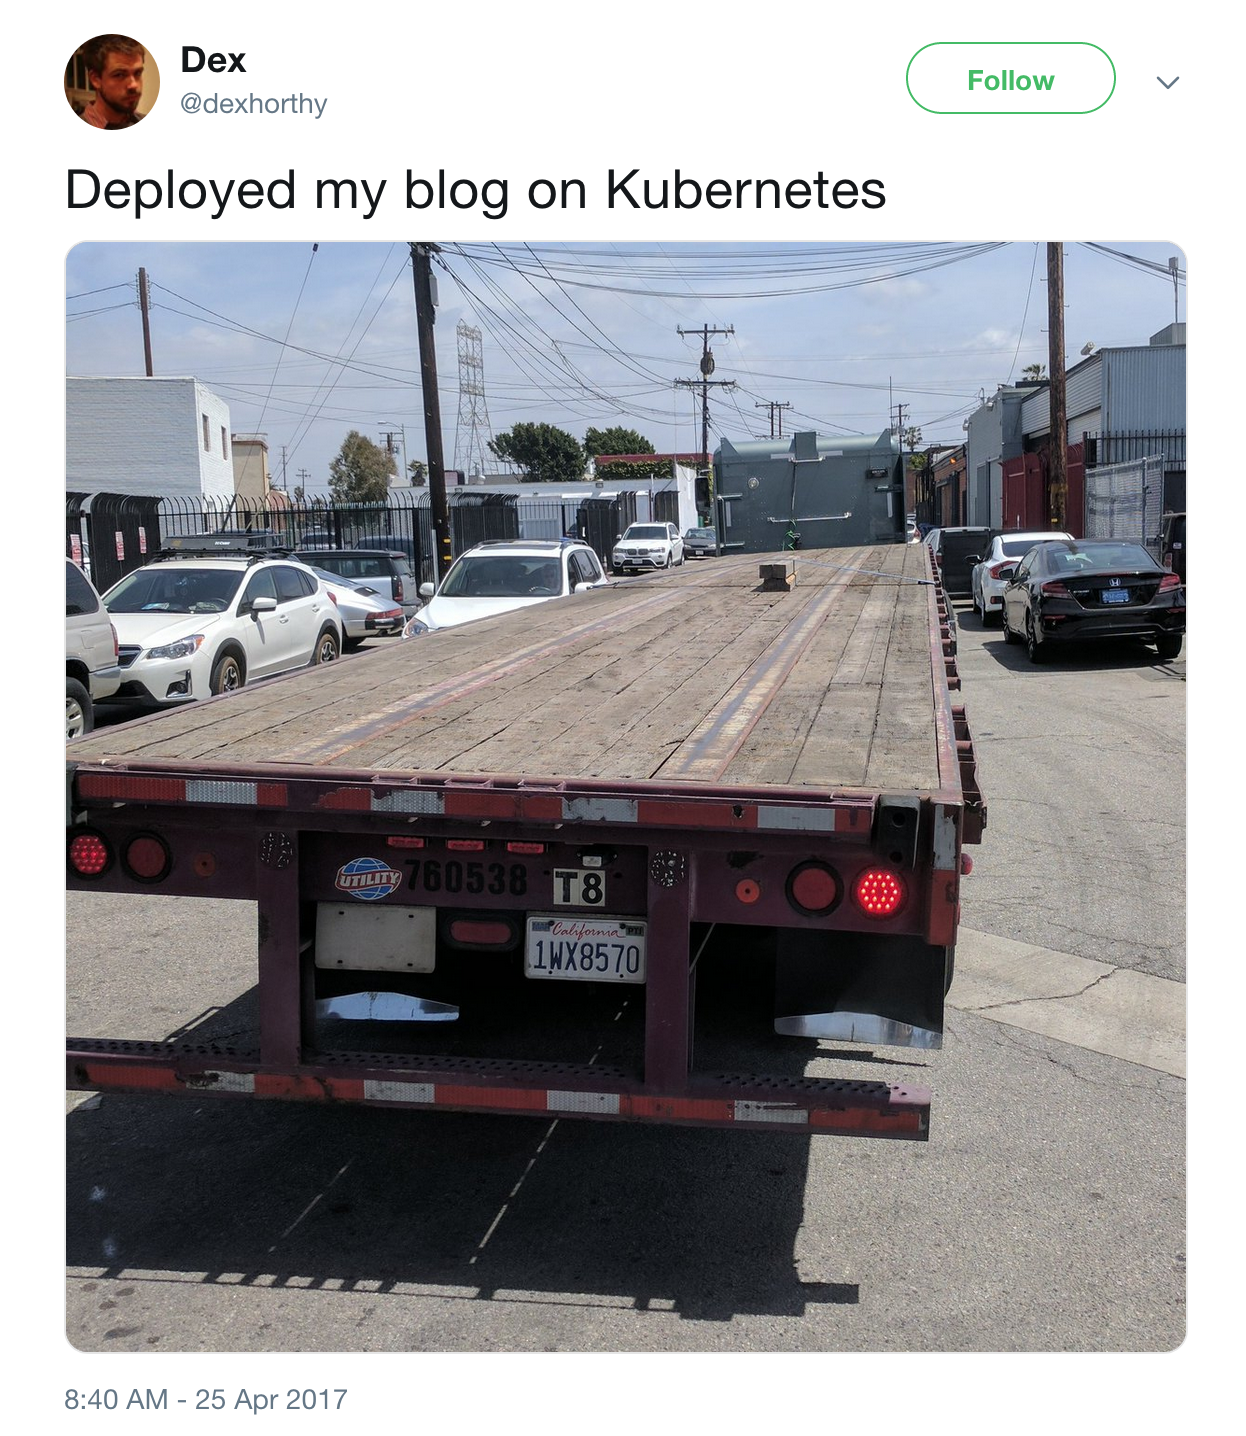 Dex
@dexhorthy
Follow
Deployed my blog on Kubernetes
UTILITY 760538 T8
California
1WX8570
8:40 AM - 25 Apr 2017